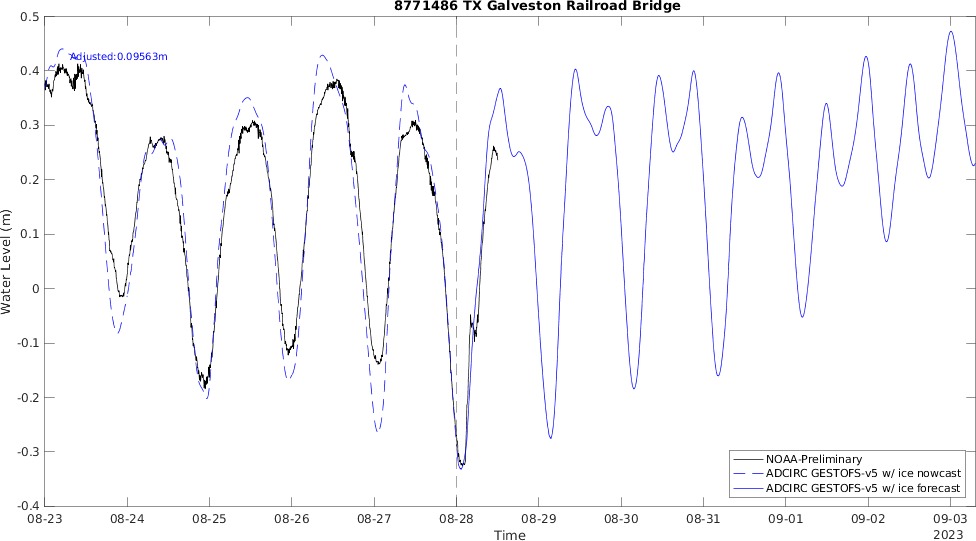 8771486 TX Galveston Railroad Bridge
0.5
0.4
0.3
0.2
0.1
0
-0.1
-0.2
-0.3
-0.4
Water Level (m)
Adjusted:0.09563m
NOAA-Preliminary
ADCIRC GESTOFS-v5 w/ ice nowcast
ADCIRC GESTOFS-v5 w/ ice forecast
08-23 08-24 08-25 08-26 08-27 08-28 08-29 08-30 08-31 09-01 09-02 09-03
Time
2023